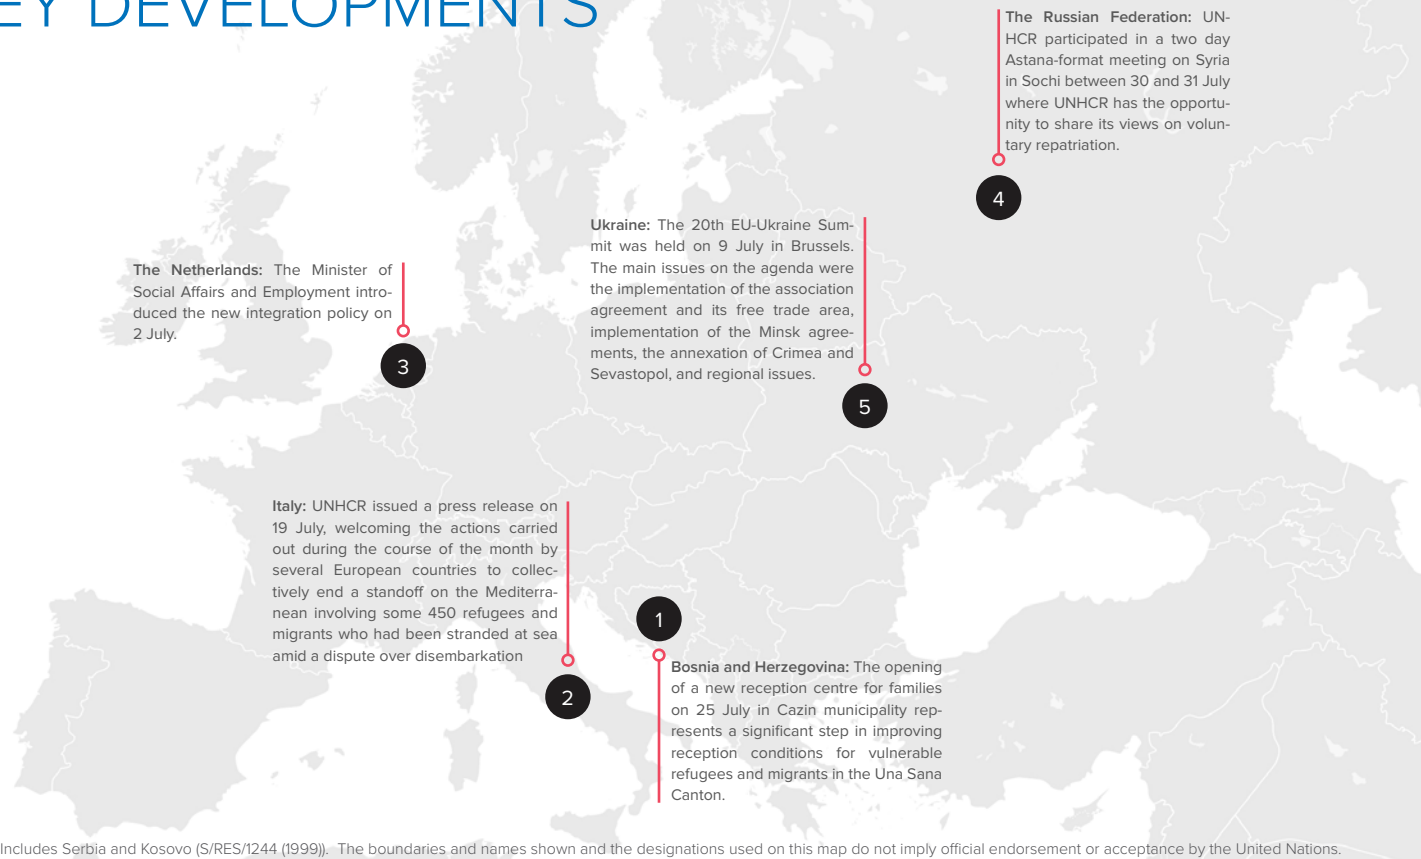 EY DEVELOPMENTS
The Russian Federation: UN-
HCR participated in a two day
Astana-format meeting on Syria
in Sochi between 30 and 31 July
where UNHCR has the opportu-
nity to share its views on volun-
tary repatriation.
4
Ukraine: The 20th EU-Ukraine Sum-
mit was held on 9 July in Brussels.
The main issues on the agenda were
the implementation of the association
agreement and its free trade area,
implementation of the Minsk agree-
ments, the annexation of Crimea and
Sevastopol, and regional issues.
5
The Netherlands: The Minister of
Social Affairs and Employment intro-
duced the new integration policy on
2 July.
3
Italy: UNHCR issued a press release on
19 July, welcoming the actions carried
out during the course of the month by
several European countries to collec-
tively end a standoff on the Mediterra-
nean involving some 450 refugees and
migrants who had been stranded at sea
amid a dispute over disembarkation
2
1
Bosnia and Herzegovina: The opening
of a new reception centre for families
on 25 July in Cazin municipality rep-
resents a significant step in improving
reception conditions for vulnerable
refugees and migrants in the Una Sana
Canton.
Includes Serbia and Kosovo (S/RES/1244 (1999)). The boundaries and names shown and the designations used on this map do not imply official endorsement or acceptance by the United Nations.